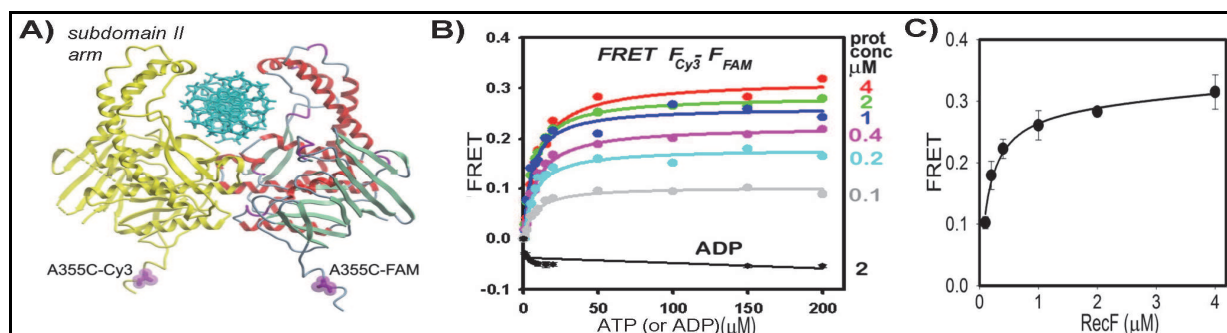 A)
subdomain II
arm
A355C-Cy3
A355C-FAM
B)
FRET F_Cy3- F_FAM
prot
conc
μM
4
2
1
0.4
0.2
0.1
2
ADP
FRET
0.4
0.3
0.2
0.1
0.0
-0.1
0 50 100 150 200
ATP (or ADP)(μM)
C)
FRET
0.4
0.3
0.2
0.1
0 1 2 3 4
RecF (μM)